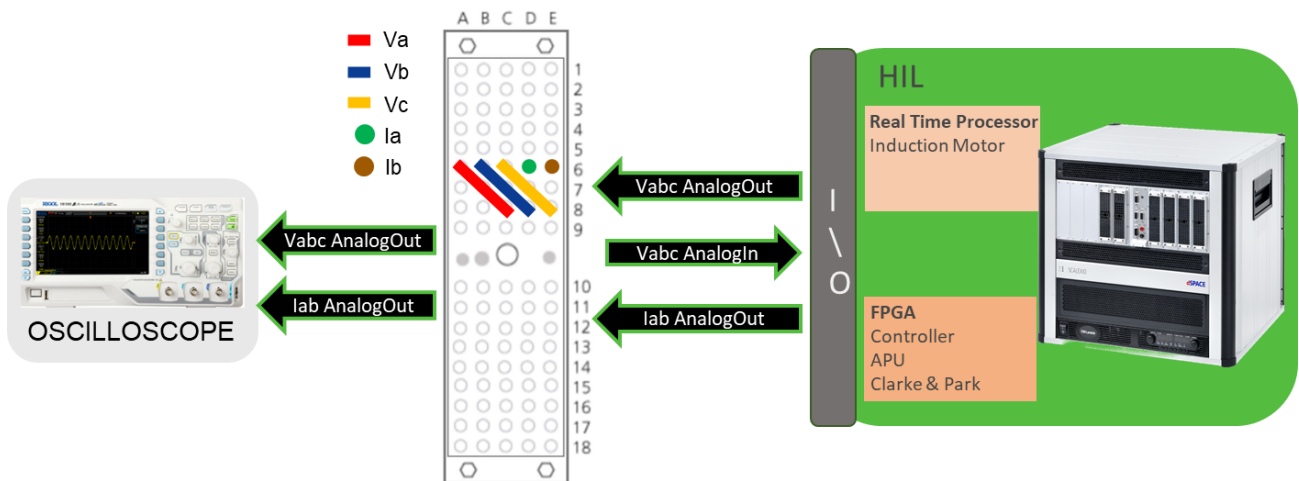 A B C D E
Va
Vb
Vc
Ia
Ib
1
2
3
4
5
6
7
8
9
10
11
12
13
14
15
16
17
18
Vabc AnalogOut
Iab AnalogOut
OSCILLOSCOPE
Vabc AnalogOut
Vabc AnalogIn
Iab AnalogOut
I\O
HIL
Real Time Processor
Induction Motor
FPGA
Controller
APU
Clarke & Park
RIGOL
SCALEXIO
dSPACE